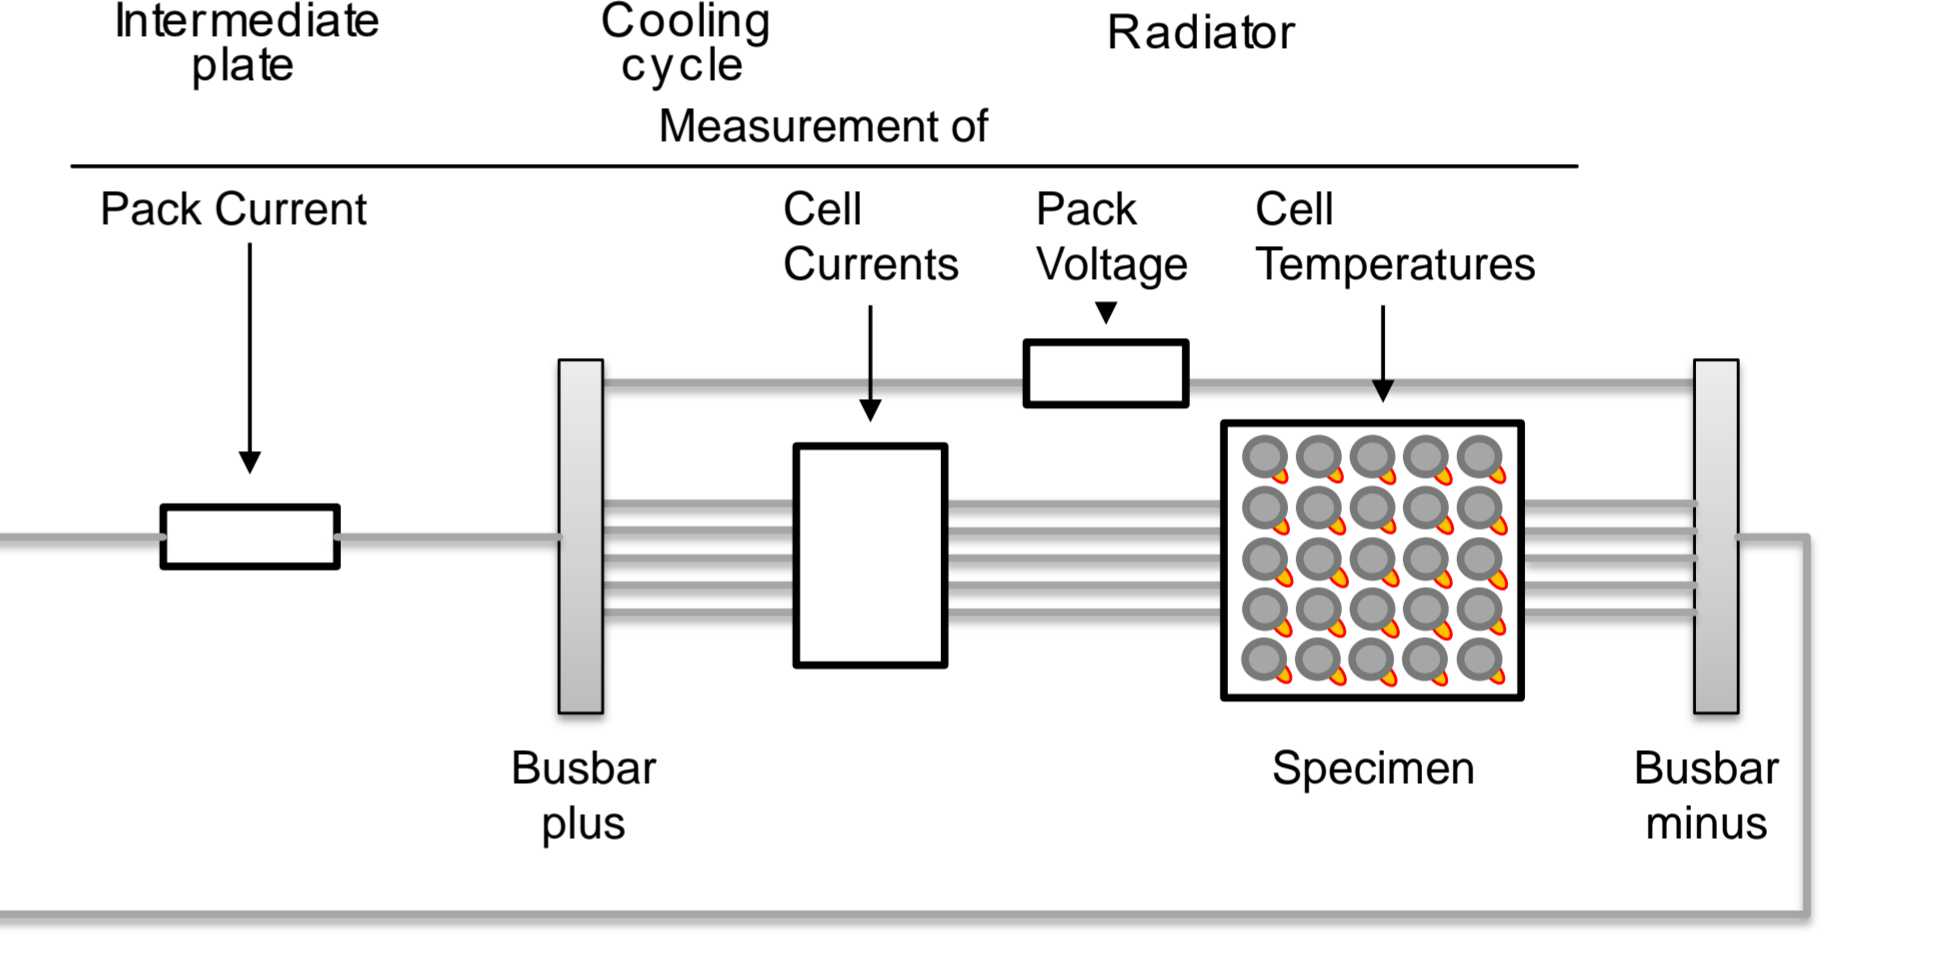 Intermediate
plate
Cooling
cycle
Radiator
Measurement of
Pack Current
Cell
Currents
Pack
Voltage
Cell
Temperatures
Busbar
plus
Specimen
Busbar
minus